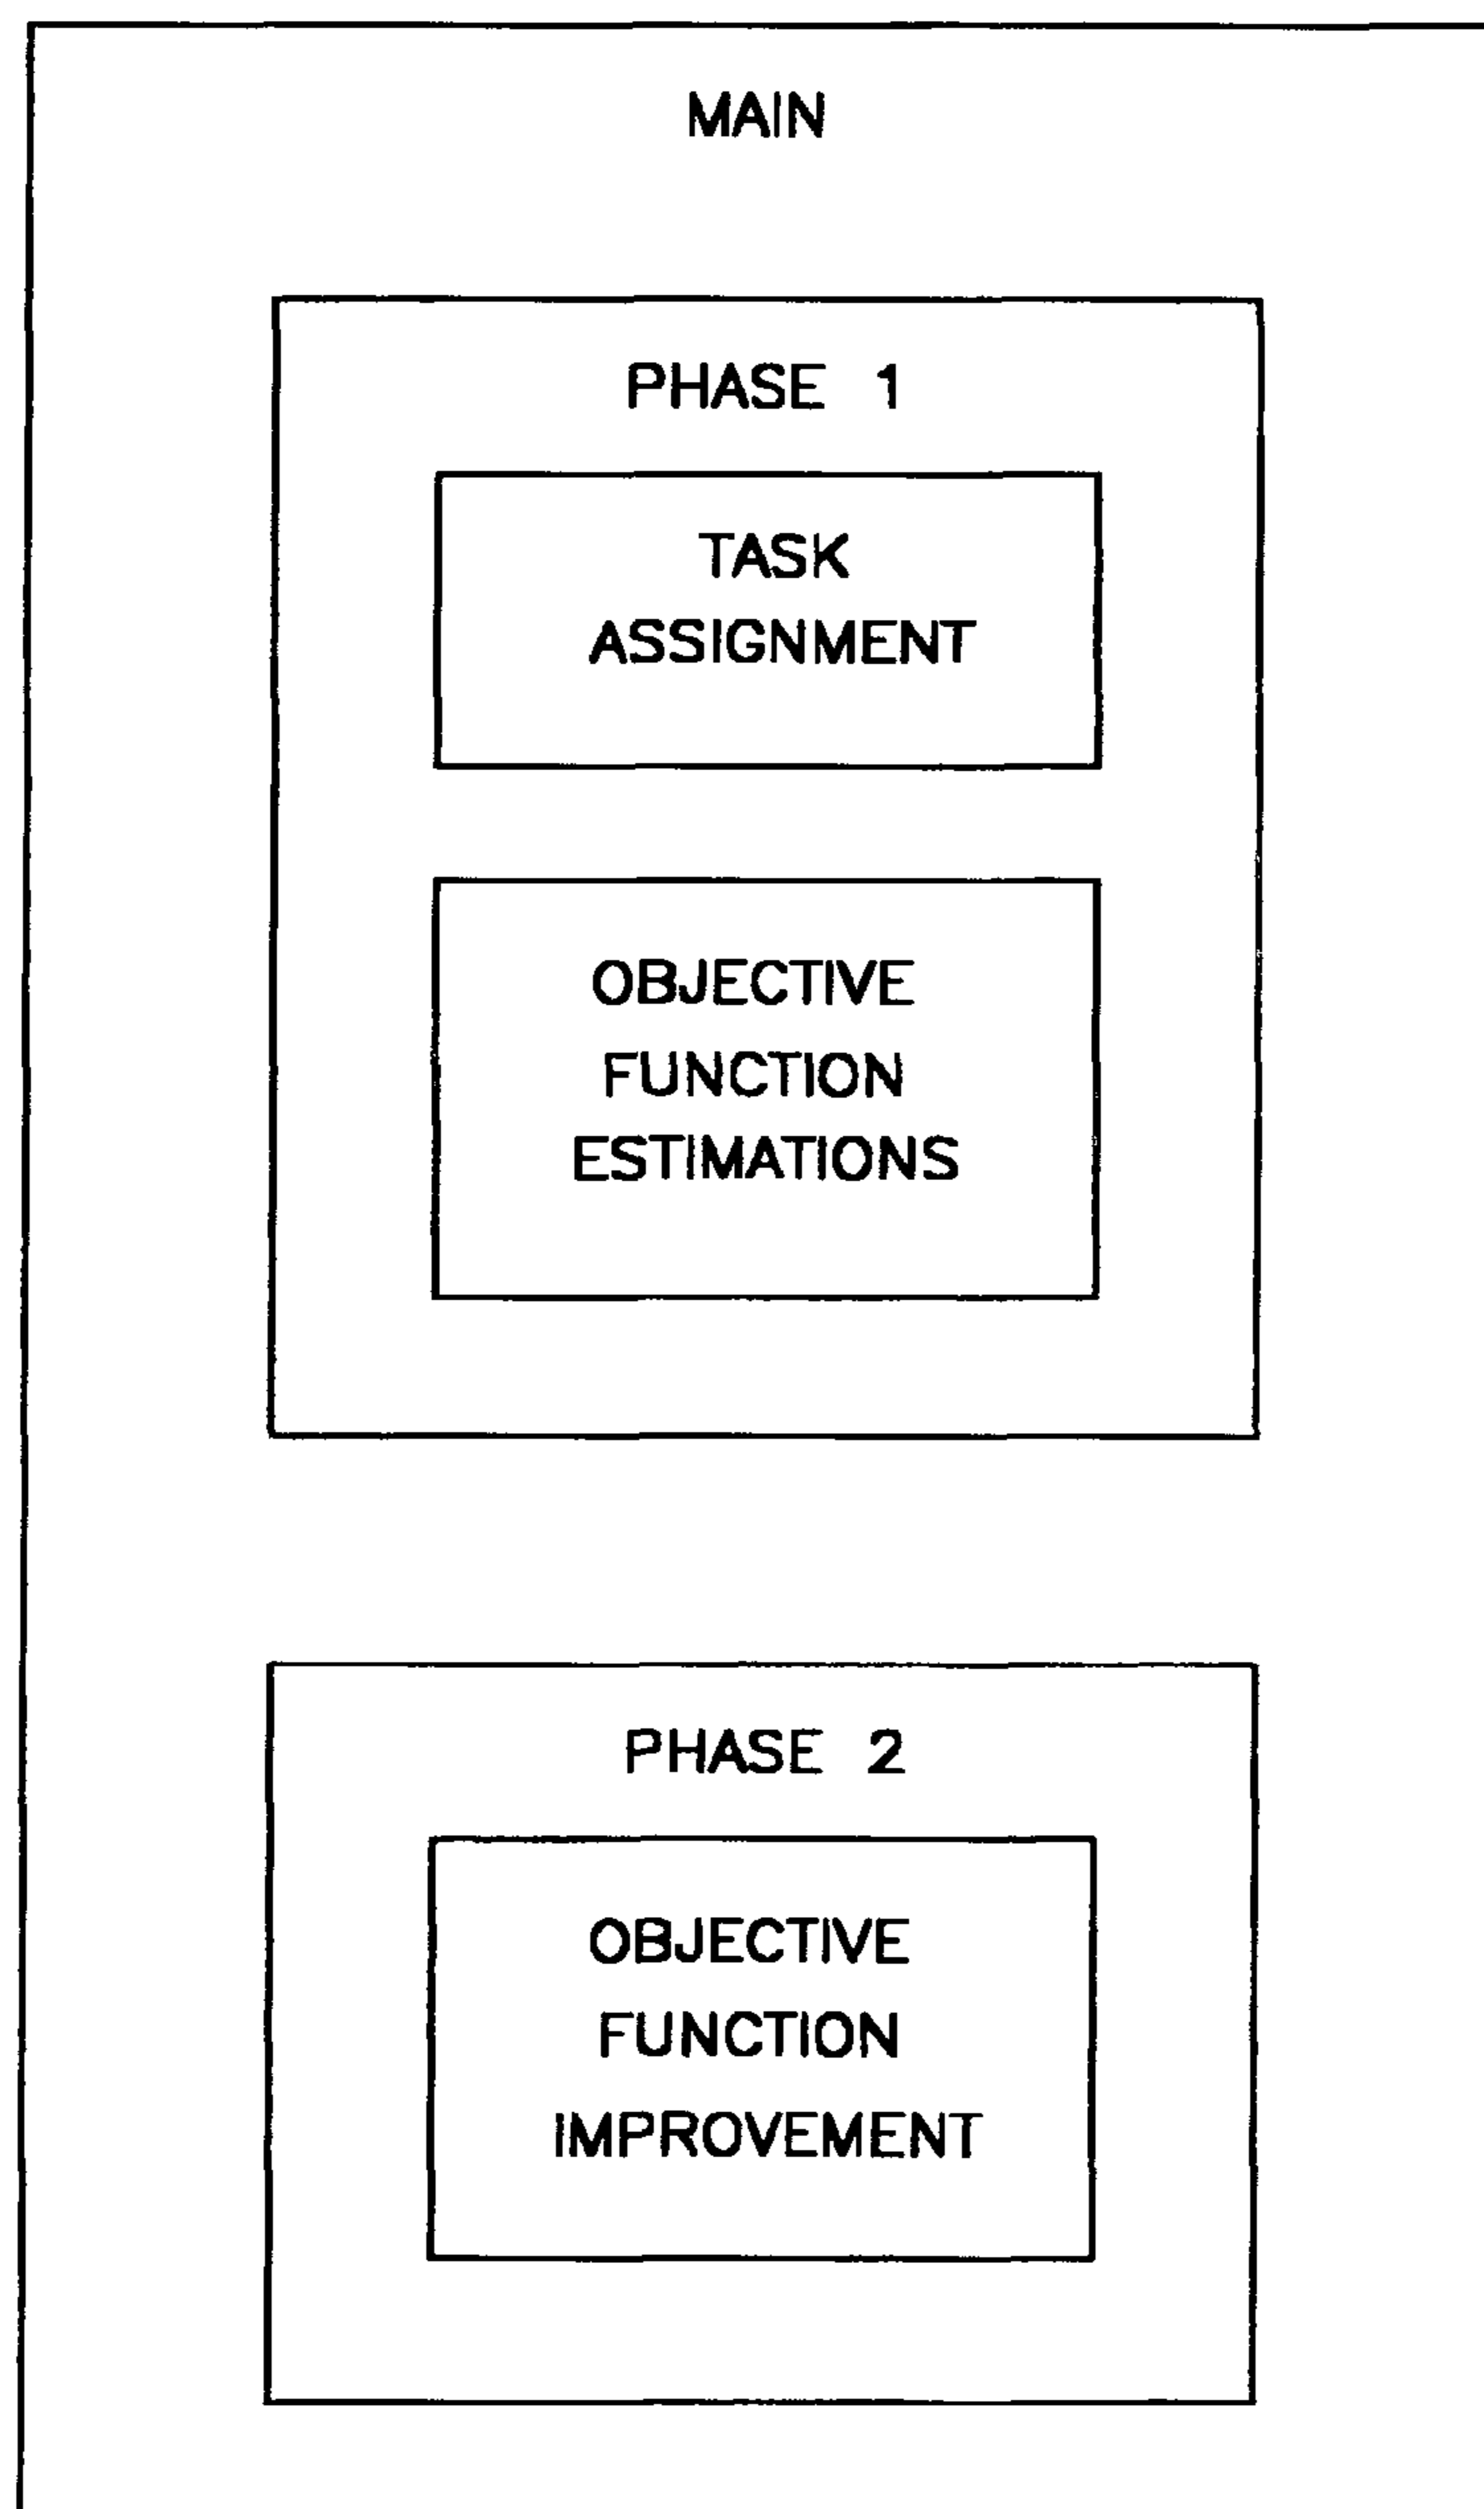 MAIN
PHASE 1
TASK
ASSIGNMENT
OBJECTIVE
FUNCTION
ESTIMATIONS
PHASE 2
OBJECTIVE
FUNCTION
IMPROVEMENT